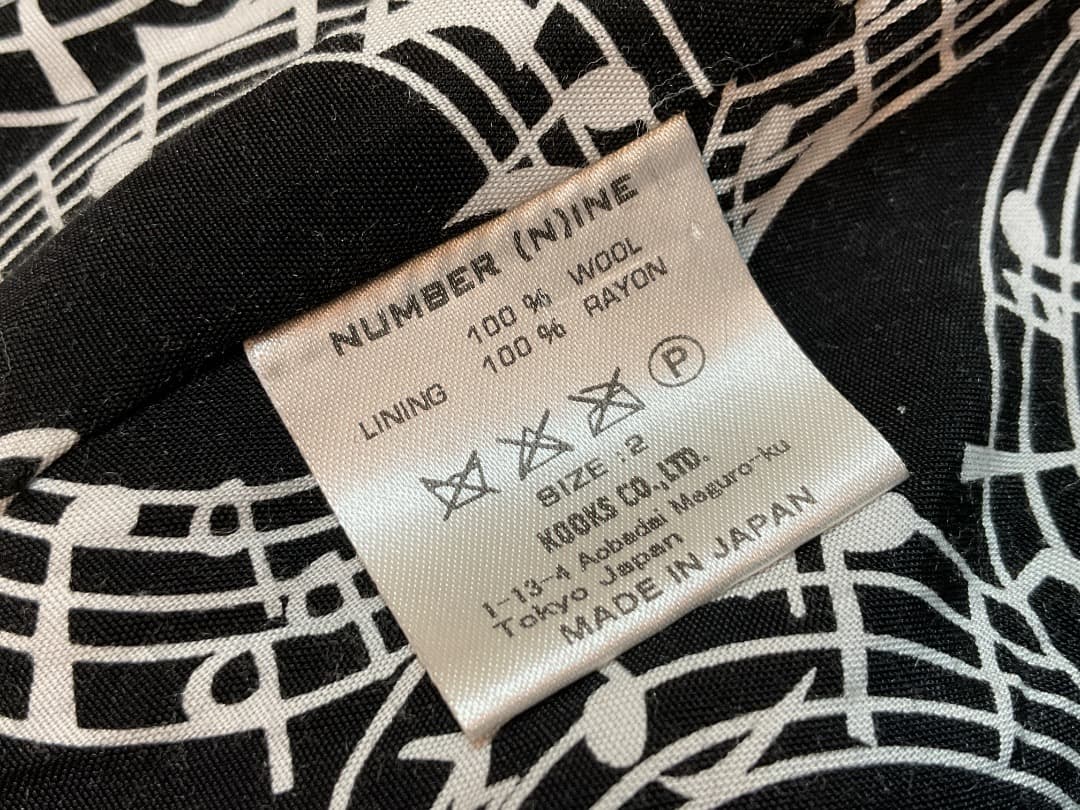 NUMBER (N)INE
100 % WOOL
LINING 100 % RAYON
P
SIZE : 2
KOOKS CO.,LTD.
1-13-4 Aobadai Meguro-ku
Tokyo Japan
MADE IN JAPAN